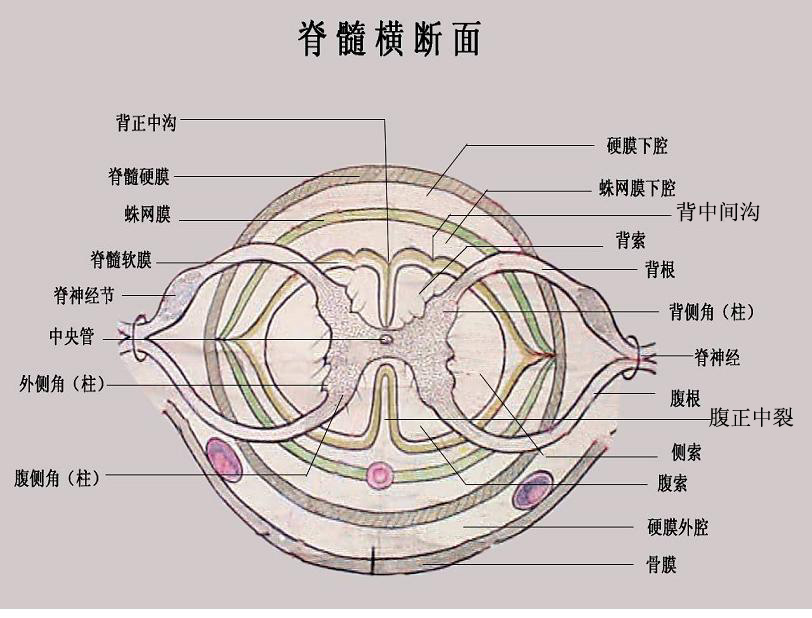 脊髓横断面
背正中沟
脊髓硬膜
蛛网膜
脊髓软膜
脊神经节
中央管
外侧角（柱）
腹侧角（柱）
硬膜下腔
蛛网膜下腔
背中间沟
背索
背根
背侧角（柱）
脊神经
腹根
腹正中裂
侧索
腹索
硬膜外腔
骨膜